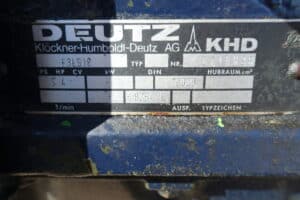 DEUTZ KHD
Klöckner-Humboldt-Deutz AG
TYP NR.
PS HP CV kW DIN HUBRAUM cm³
1/min AUSF. TYPZEICHEN